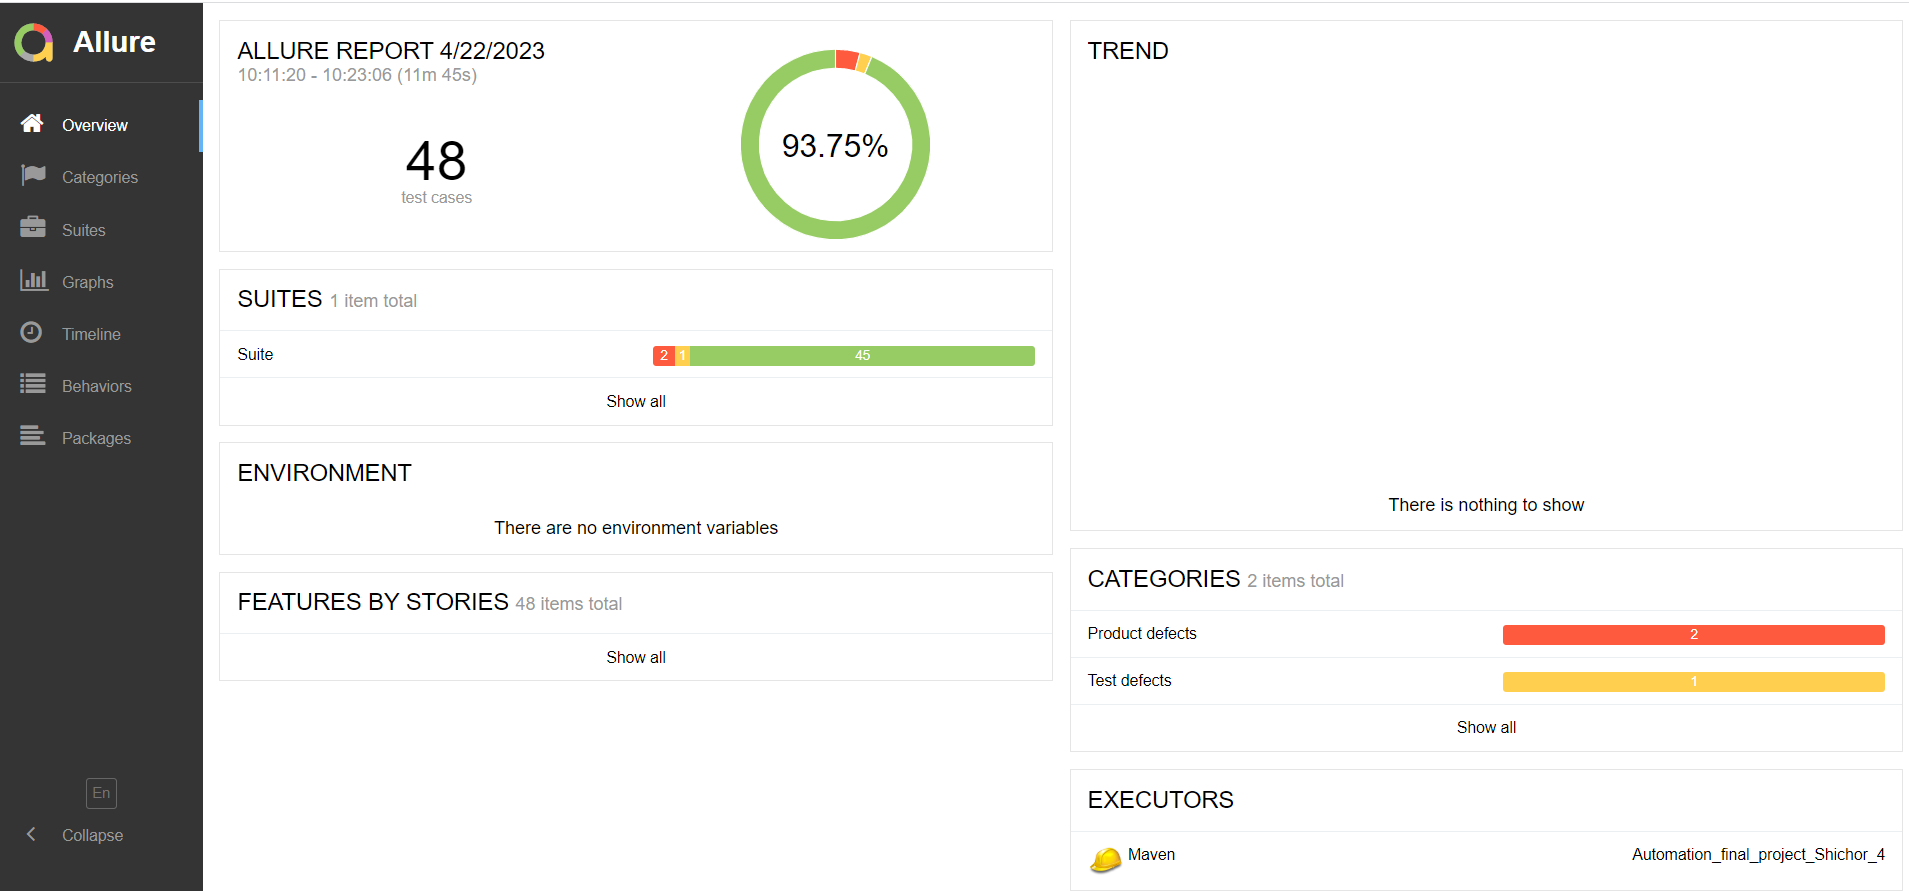 Allure
Overview
Categories
Suites
Graphs
Timeline
Behaviors
Packages
En
Collapse
ALLURE REPORT 4/22/2023
10:11:20 - 10:23:06 (11m 45s)
48
test cases
93.75%
SUITES 1 item total
Suite 2 1 45
Show all
ENVIRONMENT
There are no environment variables
FEATURES BY STORIES 48 items total
Show all
TREND
There is nothing to show
CATEGORIES 2 items total
Product defects 2
Test defects 1
Show all
EXECUTORS
Maven Automation_final_project_Shichor_4